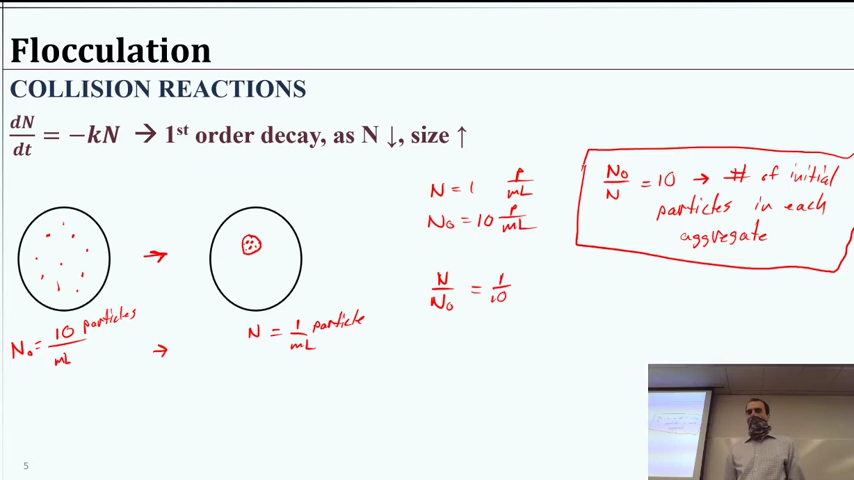 Flocculation
COLLISION REACTIONS
dN/dt = −kN → 1st order decay, as N ↓, size ↑
N = 1 P/mL
N0 = 10 P/mL
N/N0 = 1/10
N0/N = 10 → # of initial
particles in each
aggregate
N0 = 10 particles/mL → N = 1 particle/mL
5